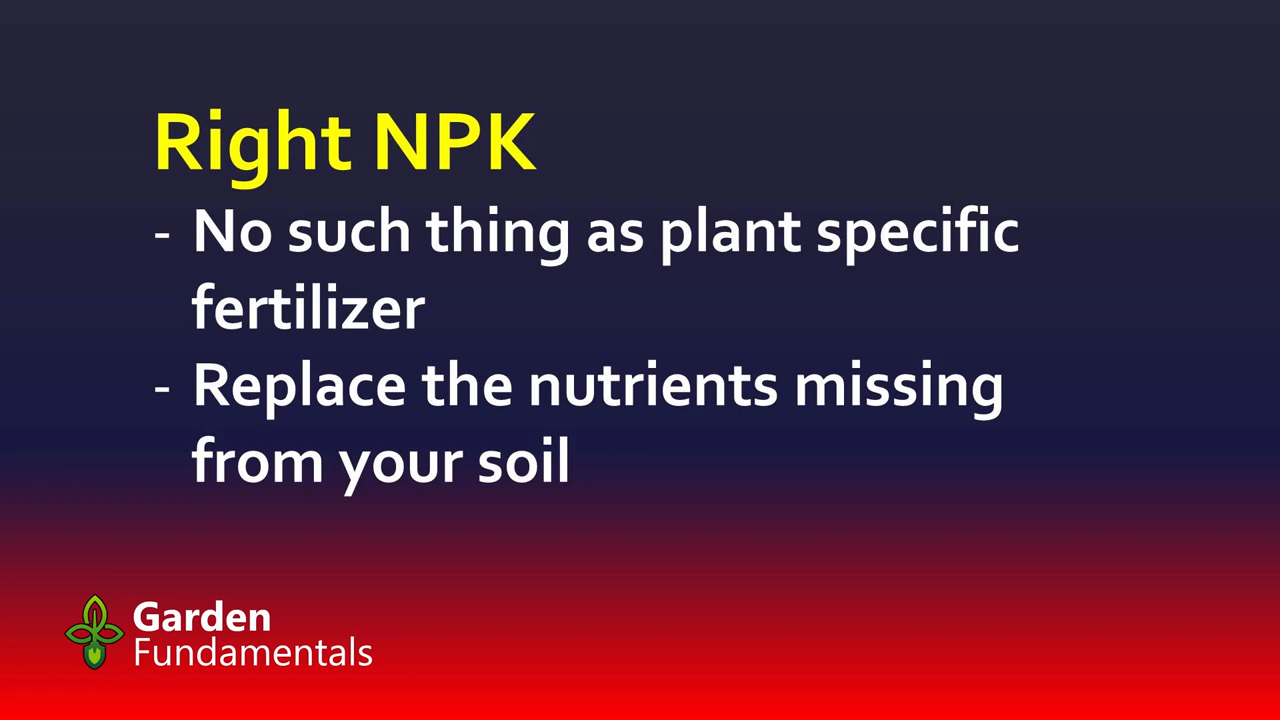 Right NPK
- No such thing as plant specific
fertilizer
- Replace the nutrients missing
from your soil
Garden
Fundamentals